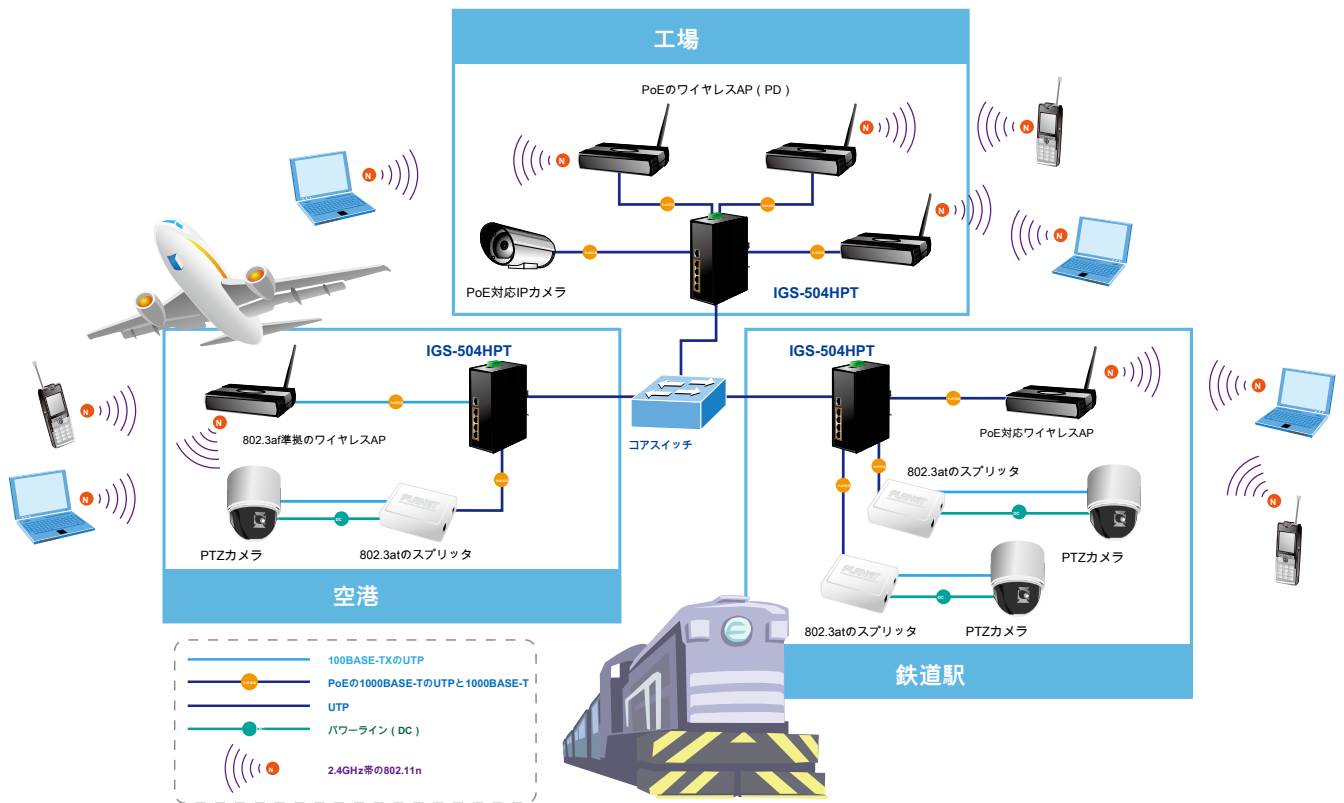 工場
PoEのワイヤレスAP ( PD )
N
N
N
N
N
N
PoE対応IPカメラ
IGS-504HPT
IGS-504HPT
IGS-504HPT
N
N
N
N
N
N
802.3af準拠のワイヤレスAP
コアスイッチ
PoE対応ワイヤレスAP
802.3atのスプリッタ
PLANET
PLANET
DC
DC
PTZカメラ
802.3atのスプリッタ
PTZカメラ
PLANET
DC
空港
802.3atのスプリッタ
PTZカメラ
鉄道駅
E
100BASE-TXのUTP
PoEの1000BASE-TのUTPと1000BASE-T
UTP
パワーライン ( DC )
N
2.4GHz帯の802.11n